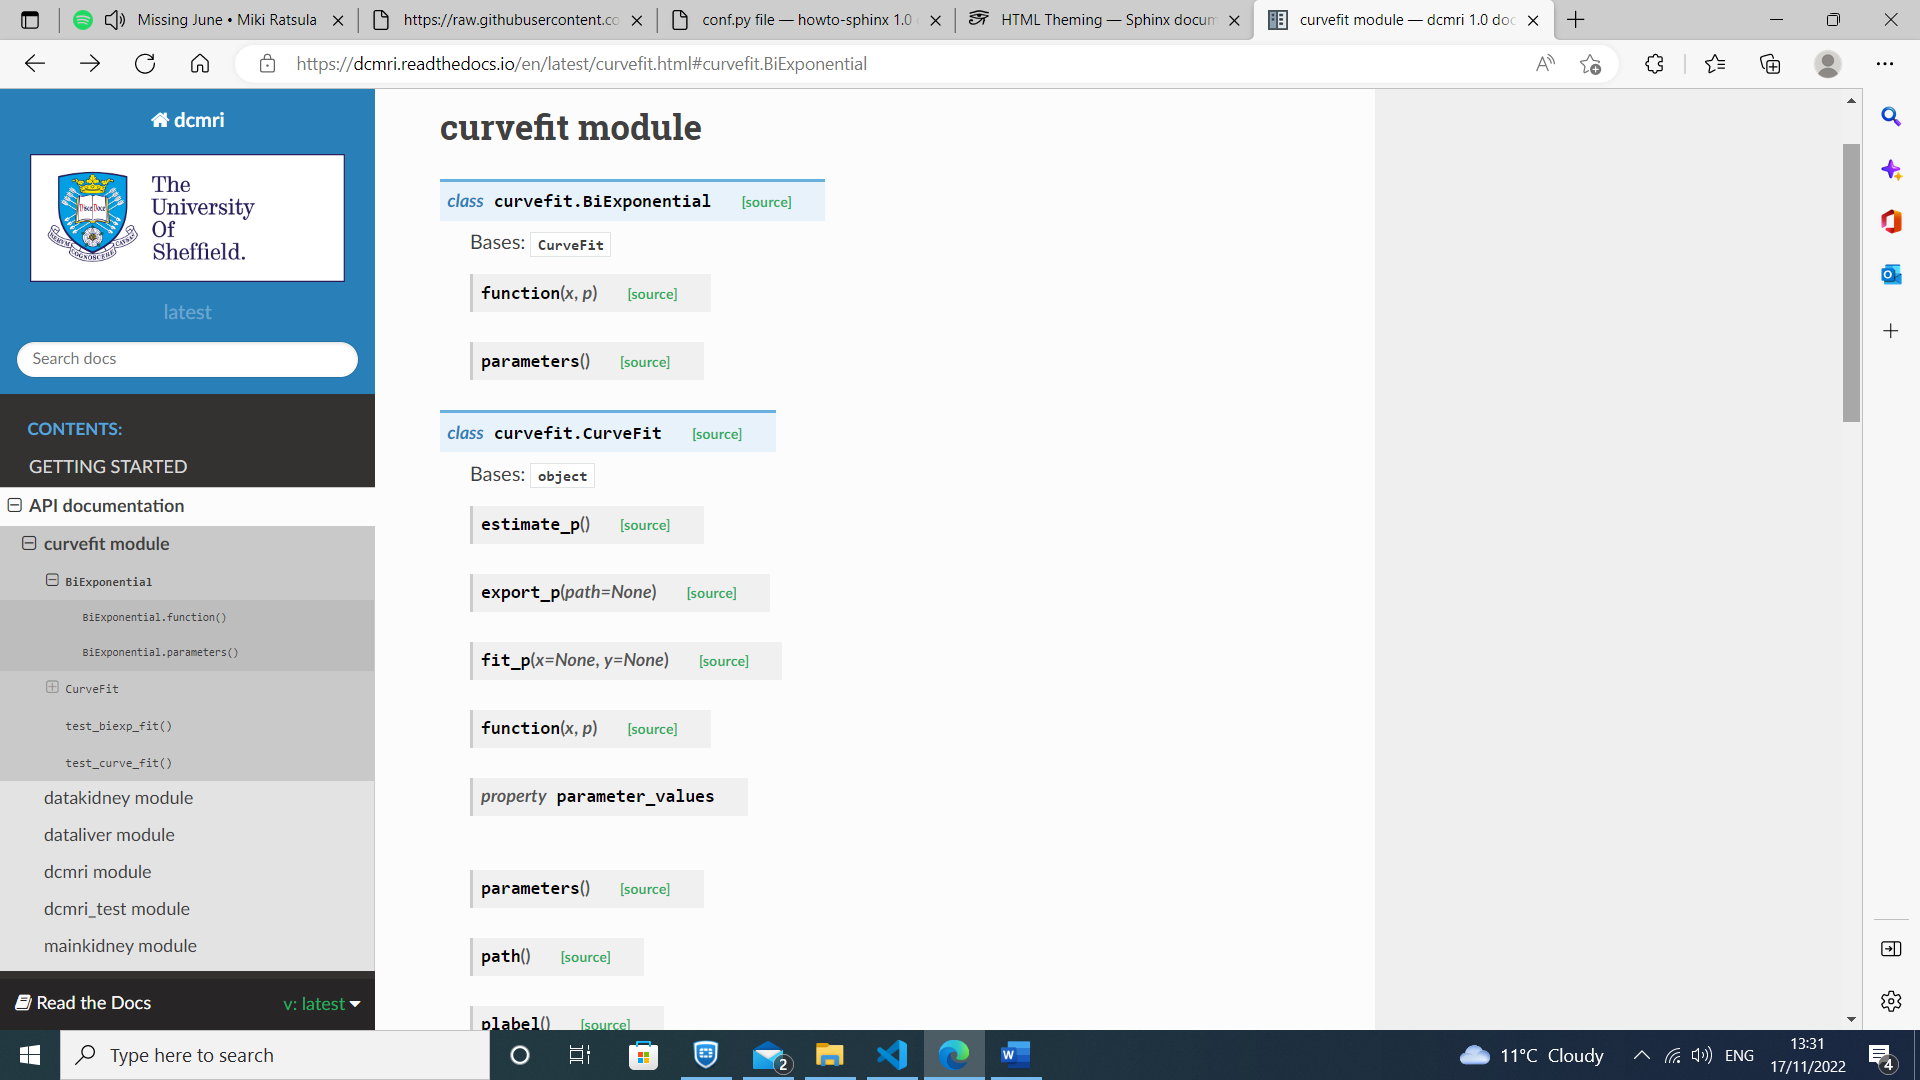 Missing June • Miki Ratsula
https://raw.githubusercontent.co
conf.py file — howto-sphinx 1.0
HTML Theming — Sphinx docum
curvefit module — dcmri 1.0 doc
https://dcmri.readthedocs.io/en/latest/curvefit.html#curvefit.BiExponential
dcmri
The
University
Of
Sheffield.
latest
Search docs
CONTENTS:
GETTING STARTED
API documentation
curvefit module
BiExponential
BiExponential.function()
BiExponential.parameters()
CurveFit
test_biexp_fit()
test_curve_fit()
datakidney module
dataliver module
dcmri module
dcmri_test module
mainkidney module
Read the Docs v: latest
curvefit module
class curvefit.BiExponential [source]
Bases: CurveFit
function(x, p) [source]
parameters() [source]
class curvefit.CurveFit [source]
Bases: object
estimate_p() [source]
export_p(path=None) [source]
fit_p(x=None, y=None) [source]
function(x, p) [source]
property parameter_values
parameters() [source]
path() [source]
plabel() [source]
Type here to search
2
11°C Cloudy
ENG
13:31
17/11/2022
4